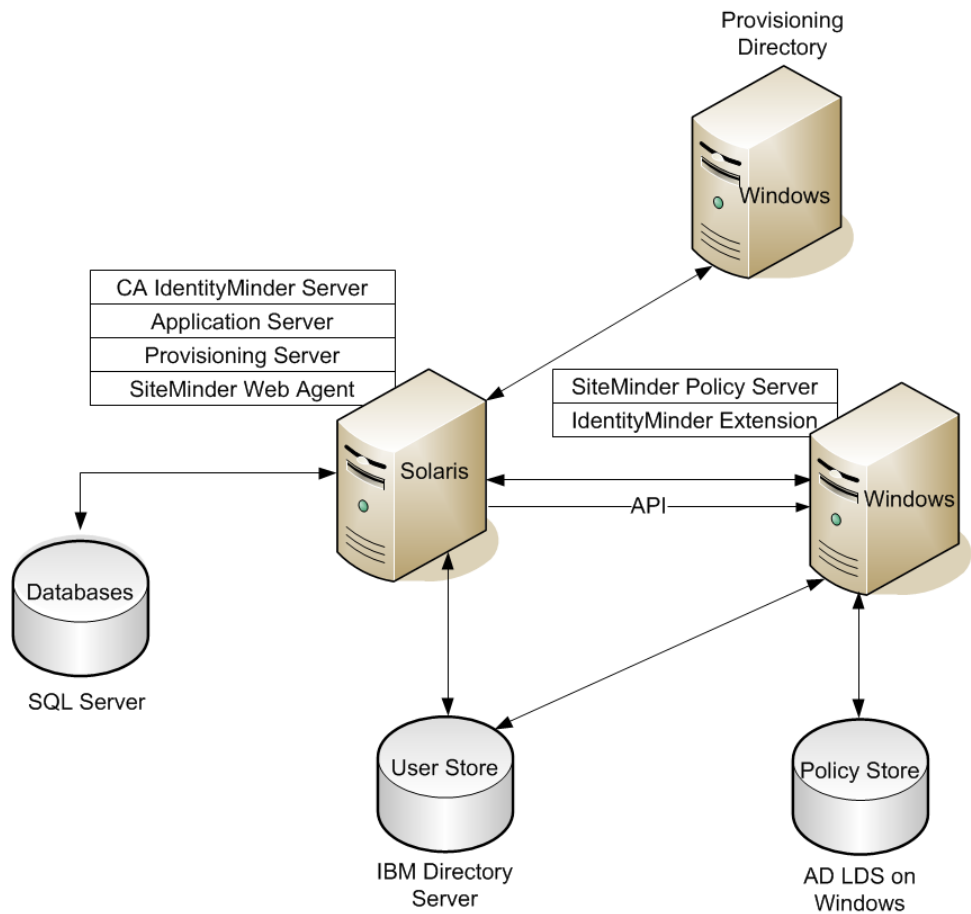 Provisioning
Directory
Windows
CA IdentityMinder Server
Application Server
Provisioning Server
SiteMinder Web Agent
SiteMinder Policy Server
IdentityMinder Extension
Solaris
Windows
API
Databases
SQL Server
User Store
Policy Store
IBM Directory
Server
AD LDS on
Windows